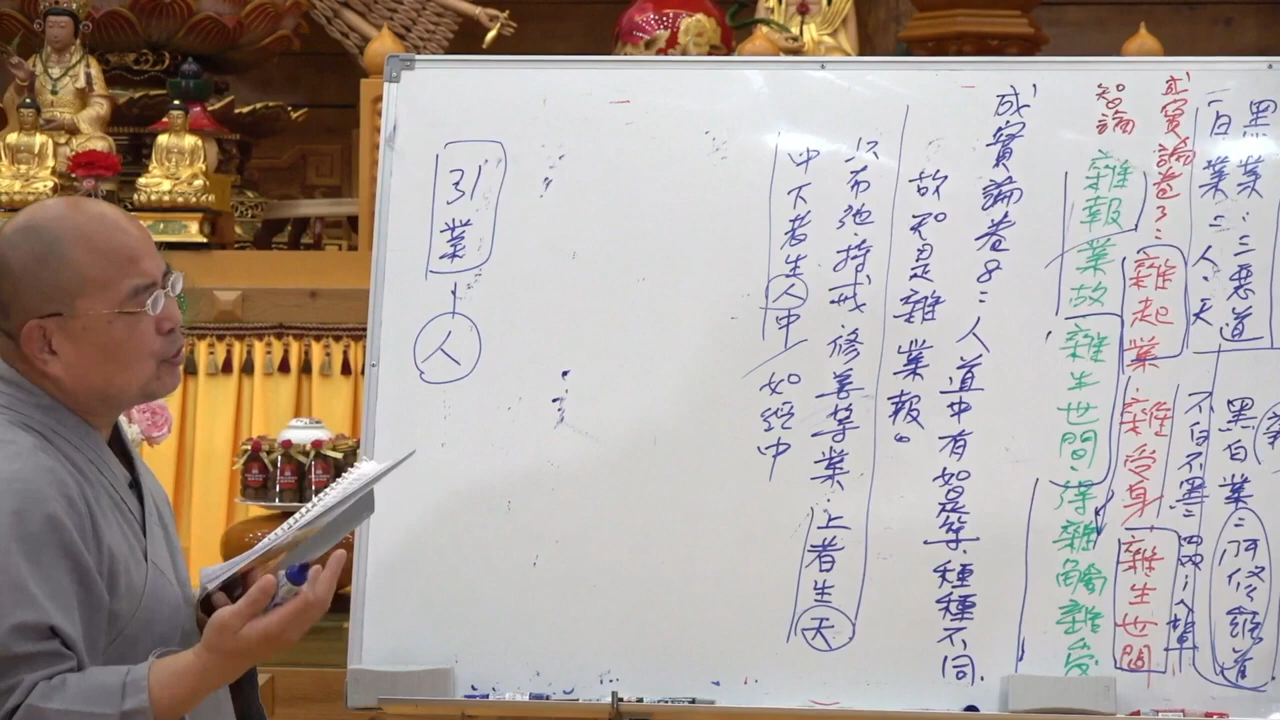 黑業：三惡道
白業：人、天
黑白業：阿修羅道
不白不黑：四
成實論卷
雜起業、雜受身、雜生世間
智論
雜報業故
雜生世間、得雜觸雜受
成實論卷8：人道中有如是等種種不同
故知是雜業報。
以布施持戒修善等業上者生天
中下者生人中
如經中
引業
人